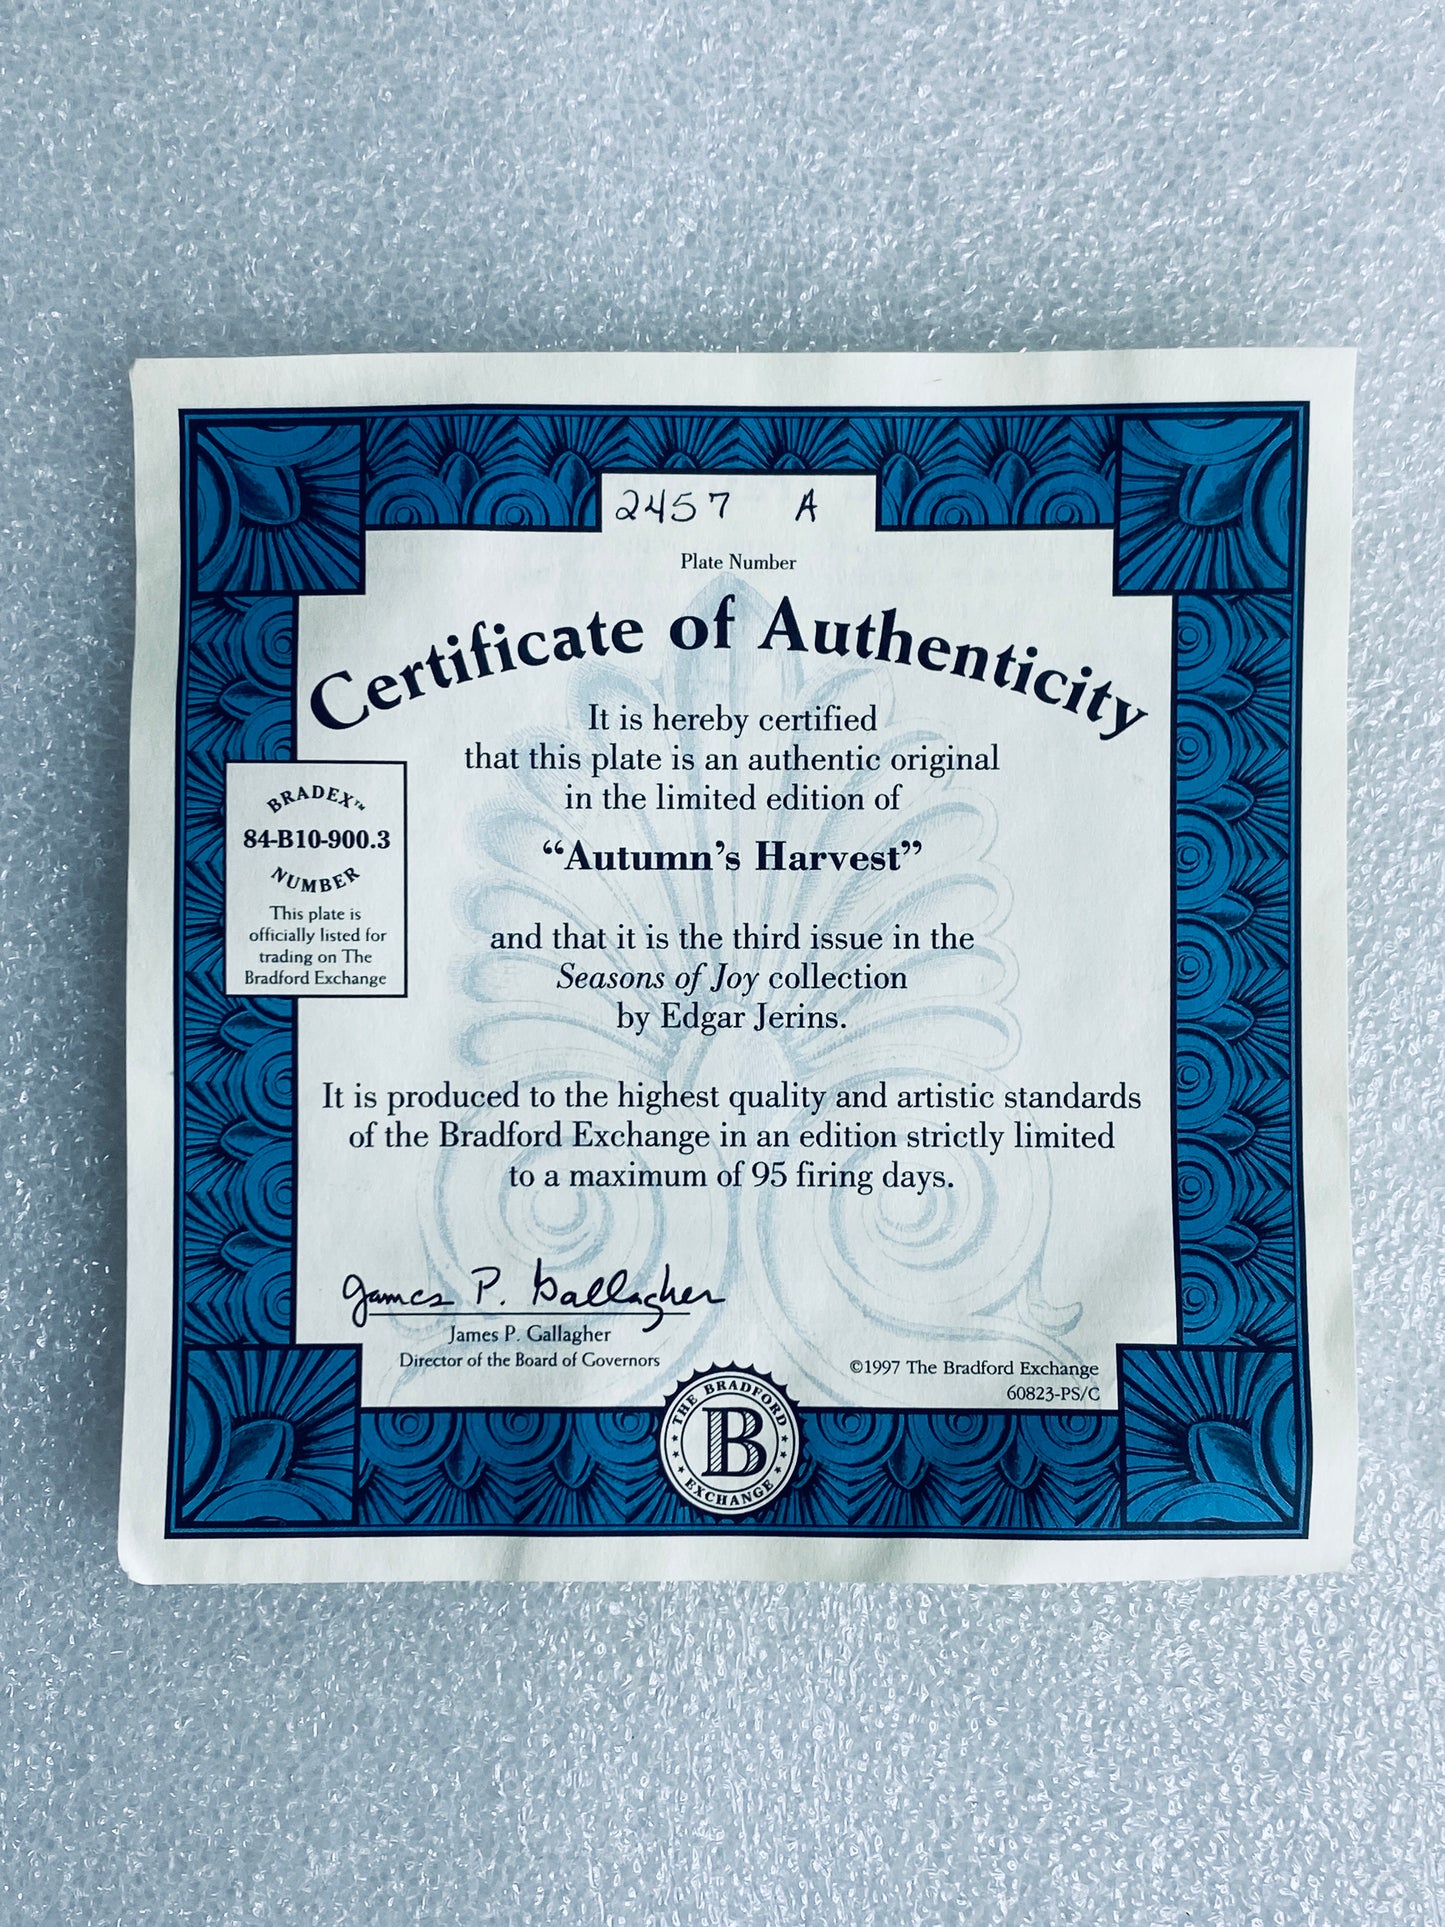 2457 A
Plate Number
Certificate of Authenticity
It is hereby certified
that this plate is an authentic original
in the limited edition of
“Autumn’s Harvest”
BRADEX™
84-B10-900.3
NUMBER
This plate is
officially listed for
trading on The
Bradford Exchange
and that it is the third issue in the
Seasons of Joy collection
by Edgar Jerins.
It is produced to the highest quality and artistic standards
of the Bradford Exchange in an edition strictly limited
to a maximum of 95 firing days.
James P. Gallagher
James P. Gallagher
Director of the Board of Governors
©1997 The Bradford Exchange
60823-PS/C
THE BRADFORD
B
EXCHANGE